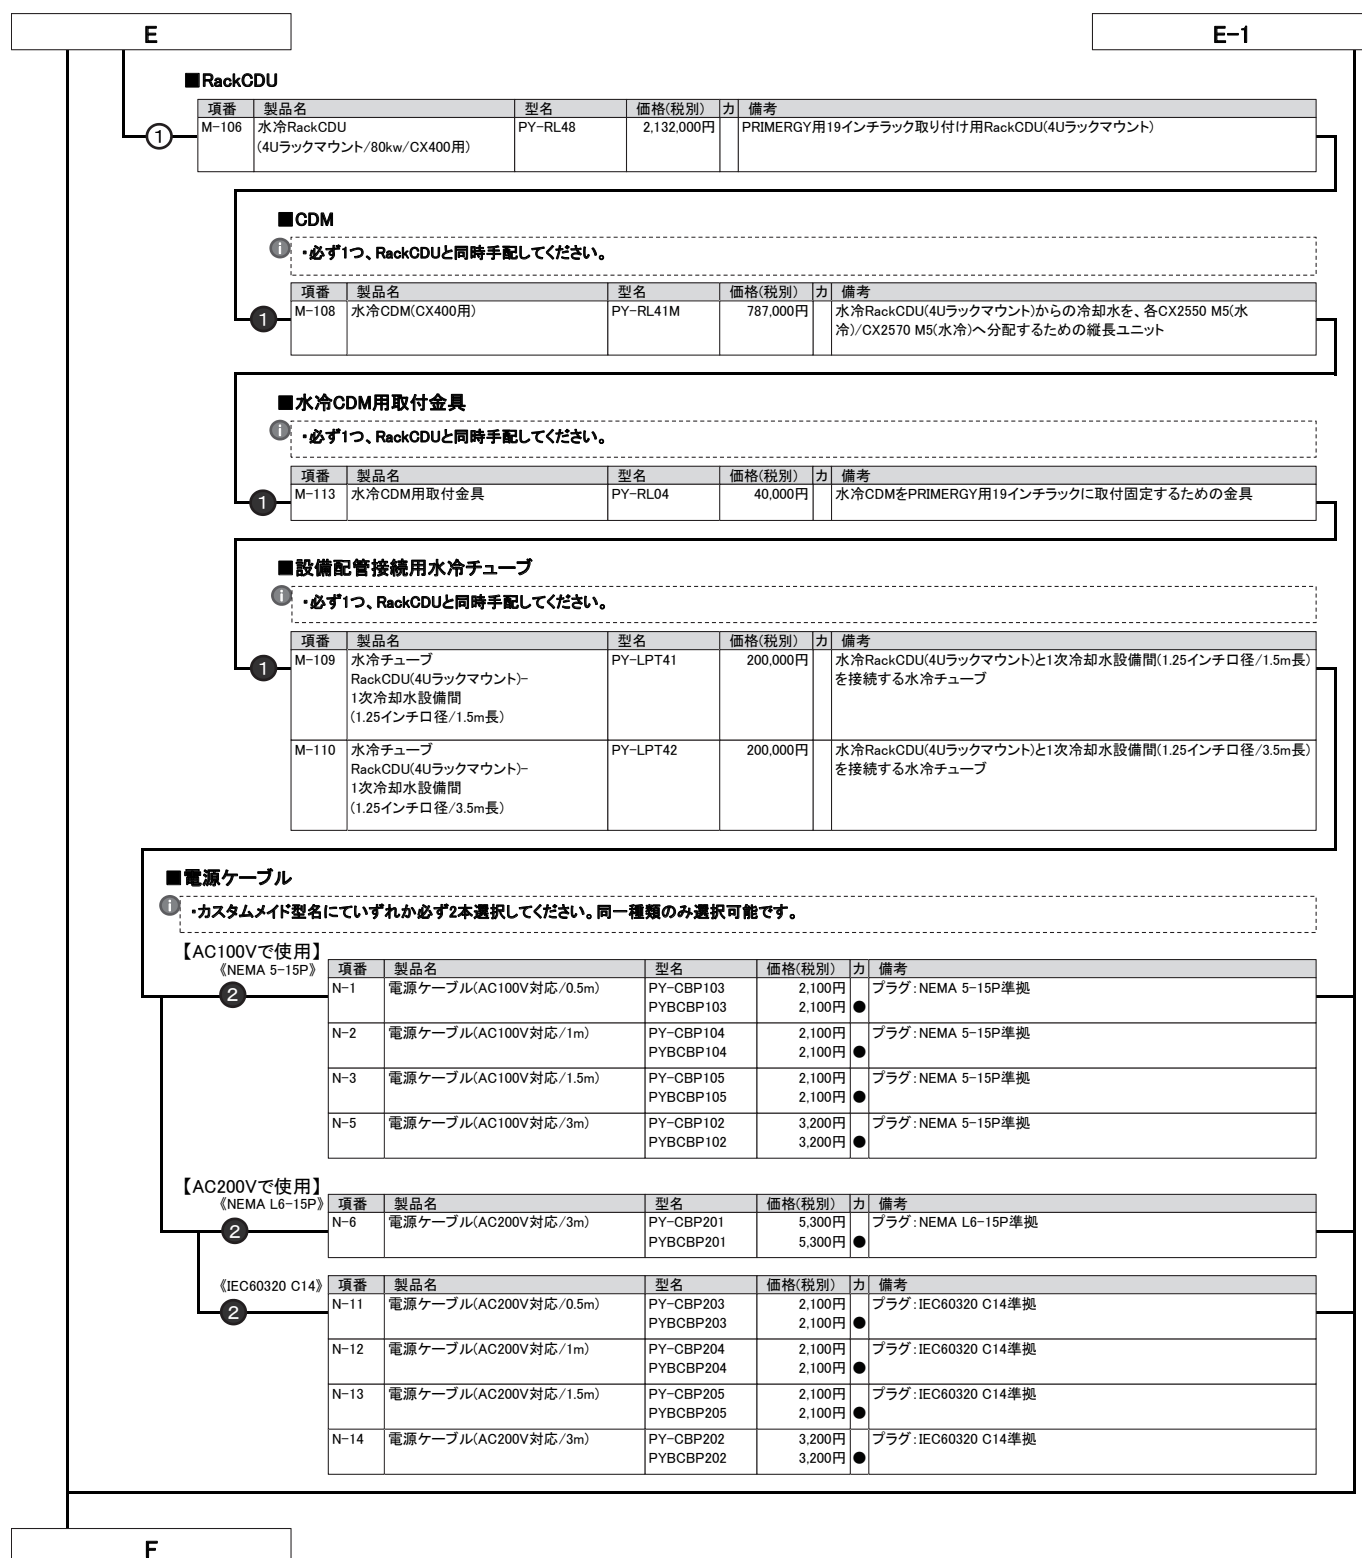 E
E-1
■RackCDU
項番 製品名 型名 価格(税別) カ 備考
M-106 水冷RackCDU PY-RL48 2,132,000円 PRIMERGY用19インチラック取り付け用RackCDU(4Uラックマウント)
(4Uラックマウント/80kw/CX400用)
■CDM
i ・必ず1つ、RackCDUと同時手配してください。
項番 製品名 型名 価格(税別) カ 備考
M-108 水冷CDM(CX400用) PY-RL41M 787,000円 水冷RackCDU(4Uラックマウント)からの冷却水を、各CX2550 M5(水
冷)/CX2570 M5(水冷)へ分配するための縦長ユニット
1
1
■水冷CDM用取付金具
i ・必ず1つ、RackCDUと同時手配してください。
項番 製品名 型名 価格(税別) カ 備考
1 M-113 水冷CDM用取付金具 PY-RL04 40,000円 水冷CDMをPRIMERGY用19インチラックに取付固定するための金具
■設備配管接続用水冷チューブ
i ・必ず1つ、RackCDUと同時手配してください。
項番 製品名 型名 価格(税別) カ 備考
1 M-109 水冷チューブ PY-LPT41 200,000円 水冷RackCDU(4Uラックマウント)と1次冷却水設備間(1.25インチ口径/1.5m長)
RackCDU(4Uラックマウント)- を接続する水冷チューブ
1次冷却水設備間
(1.25インチ口径/1.5m長)
M-110 水冷チューブ PY-LPT42 200,000円 水冷RackCDU(4Uラックマウント)と1次冷却水設備間(1.25インチ口径/3.5m長)
RackCDU(4Uラックマウント)- を接続する水冷チューブ
1次冷却水設備間
(1.25インチ口径/3.5m長)
■電源ケーブル
i ・カスタムメイド型名にていずれか必ず2本選択してください。同一種類のみ選択可能です。
【AC100Vで使用】
《NEMA 5-15P》 項番 製品名 型名 価格(税別) カ 備考
2 N-1 電源ケーブル(AC100V対応/0.5m) PY-CBP103 2,100円 プラグ:NEMA 5-15P準拠
PYBCBP103 2,100円 ●
N-2 電源ケーブル(AC100V対応/1m) PY-CBP104 2,100円 プラグ:NEMA 5-15P準拠
PYBCBP104 2,100円 ●
N-3 電源ケーブル(AC100V対応/1.5m) PY-CBP105 2,100円 プラグ:NEMA 5-15P準拠
PYBCBP105 2,100円 ●
N-5 電源ケーブル(AC100V対応/3m) PY-CBP102 3,200円 プラグ:NEMA 5-15P準拠
PYBCBP102 3,200円 ●
【AC200Vで使用】
《NEMA L6-15P》 項番 製品名 型名 価格(税別) カ 備考
2 N-6 電源ケーブル(AC200V対応/3m) PY-CBP201 5,300円 プラグ:NEMA L6-15P準拠
PYBCBP201 5,300円 ●
《IEC60320 C14》 項番 製品名 型名 価格(税別) カ 備考
2 N-11 電源ケーブル(AC200V対応/0.5m) PY-CBP203 2,100円 プラグ:IEC60320 C14準拠
PYBCBP203 2,100円 ●
N-12 電源ケーブル(AC200V対応/1m) PY-CBP204 2,100円 プラグ:IEC60320 C14準拠
PYBCBP204 2,100円 ●
N-13 電源ケーブル(AC200V対応/1.5m) PY-CBP205 2,100円 プラグ:IEC60320 C14準拠
PYBCBP205 2,100円 ●
N-14 電源ケーブル(AC200V対応/3m) PY-CBP202 3,200円 プラグ:IEC60320 C14準拠
PYBCBP202 3,200円 ●
F